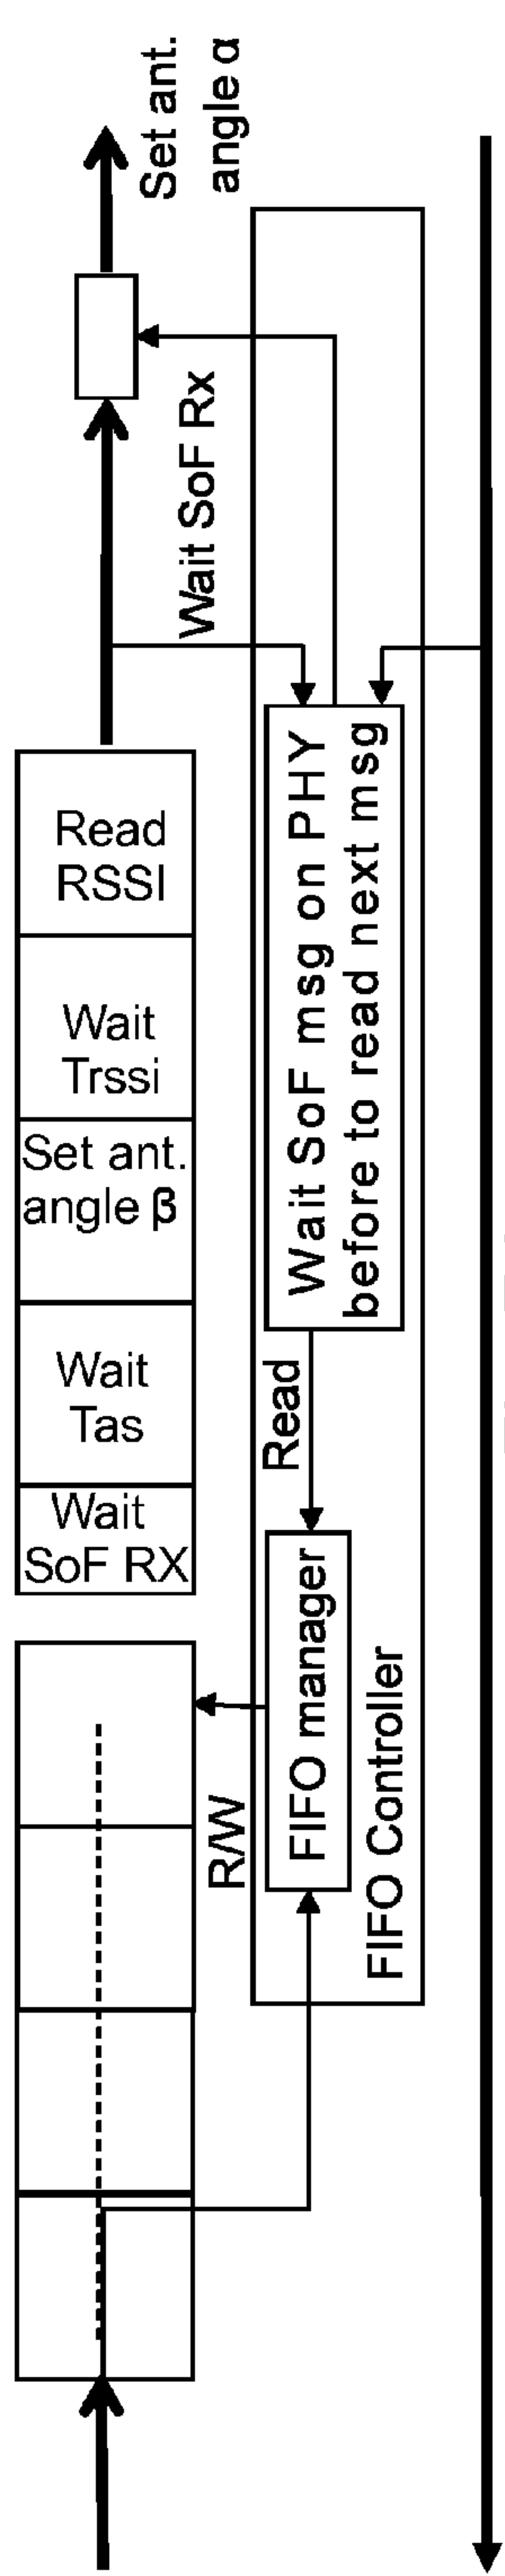 Set ant.
angle α
Wait SoF Rx
Read
RSSI
Wait
Trssi
Set ant.
angle β
Wait
Tas
Wait
SoF RX
Wait SoF msg on PHY
before to read next msg
Read
FIFO manager
R/W
FIFO Controller